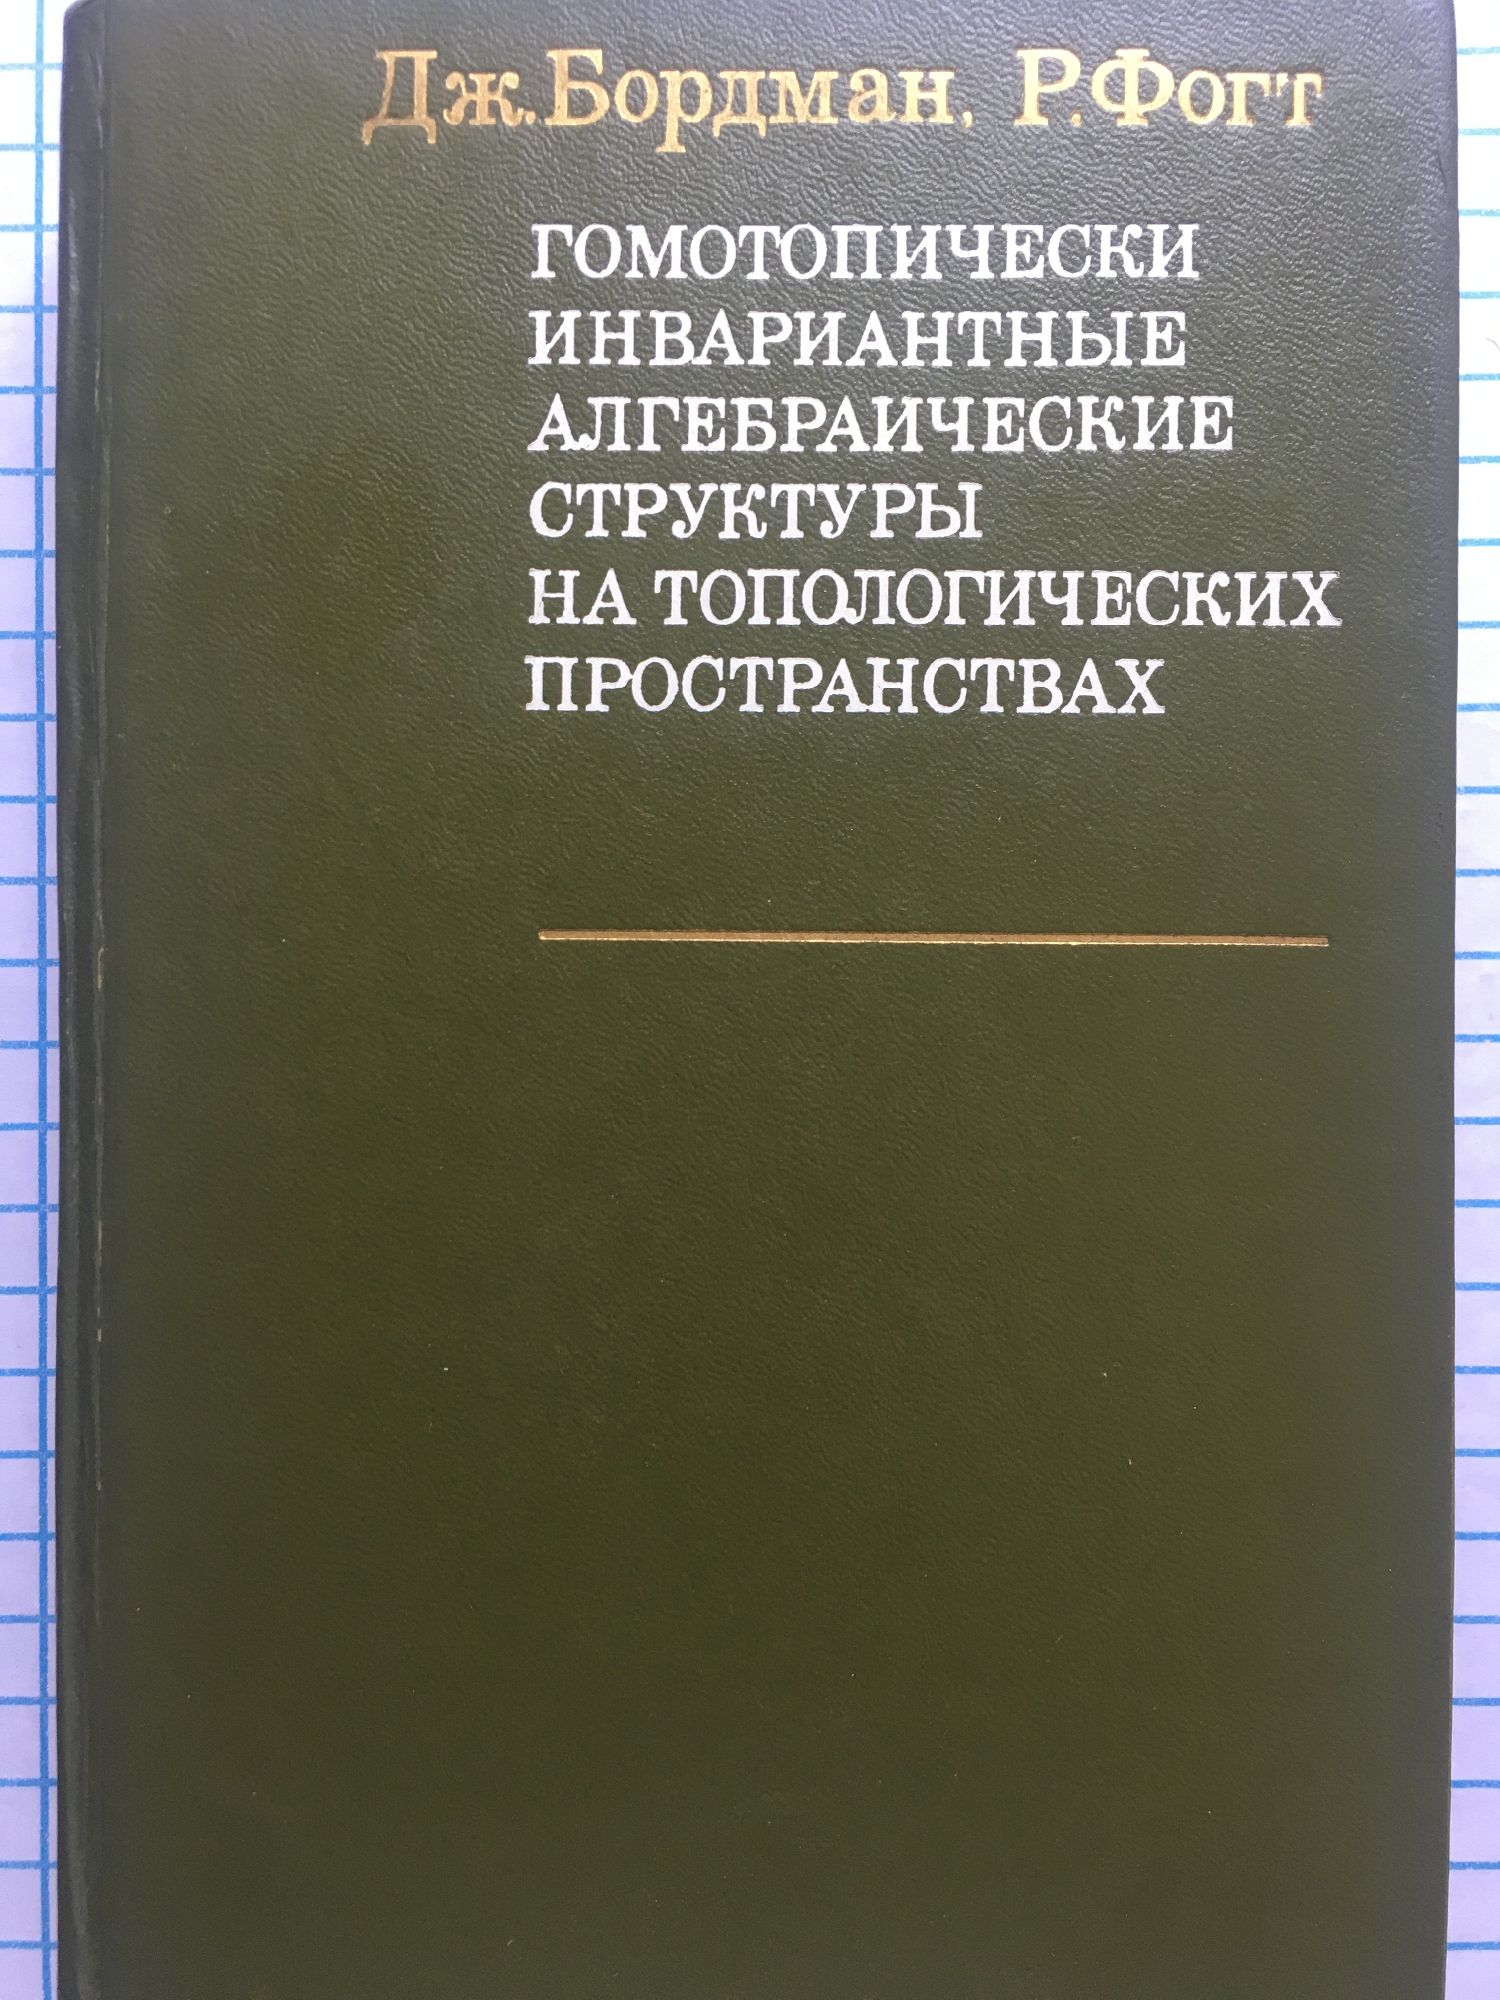 Дж. Бордман, Р. Фогт
ГОМОТОПИЧЕСКИ
ИНВАРИАНТНЫЕ
АЛГЕБРАИЧЕСКИЕ
СТРУКТУРЫ
НА ТОПОЛОГИЧЕСКИХ
ПРОСТРАНСТВАХ